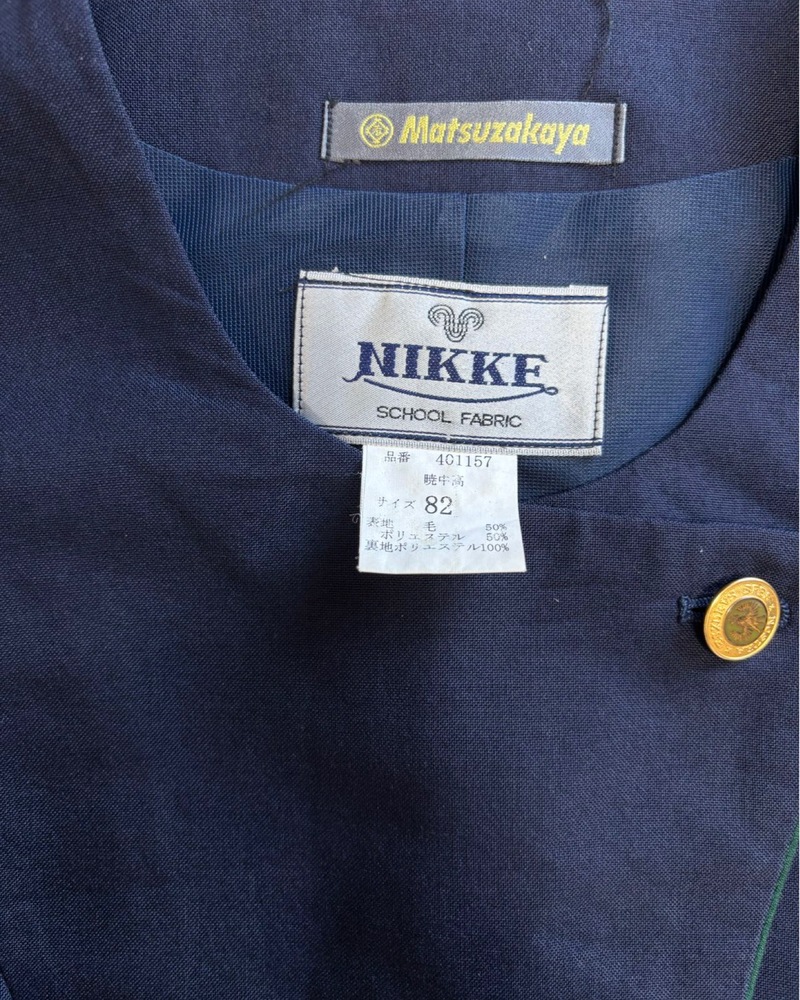 Matsuzakaya
NIKKE
SCHOOL FABRIC
品番 401157
暁中高
サイズ 82
表地 毛 50%
ポリエステル 50%
裏地ポリエステル100%